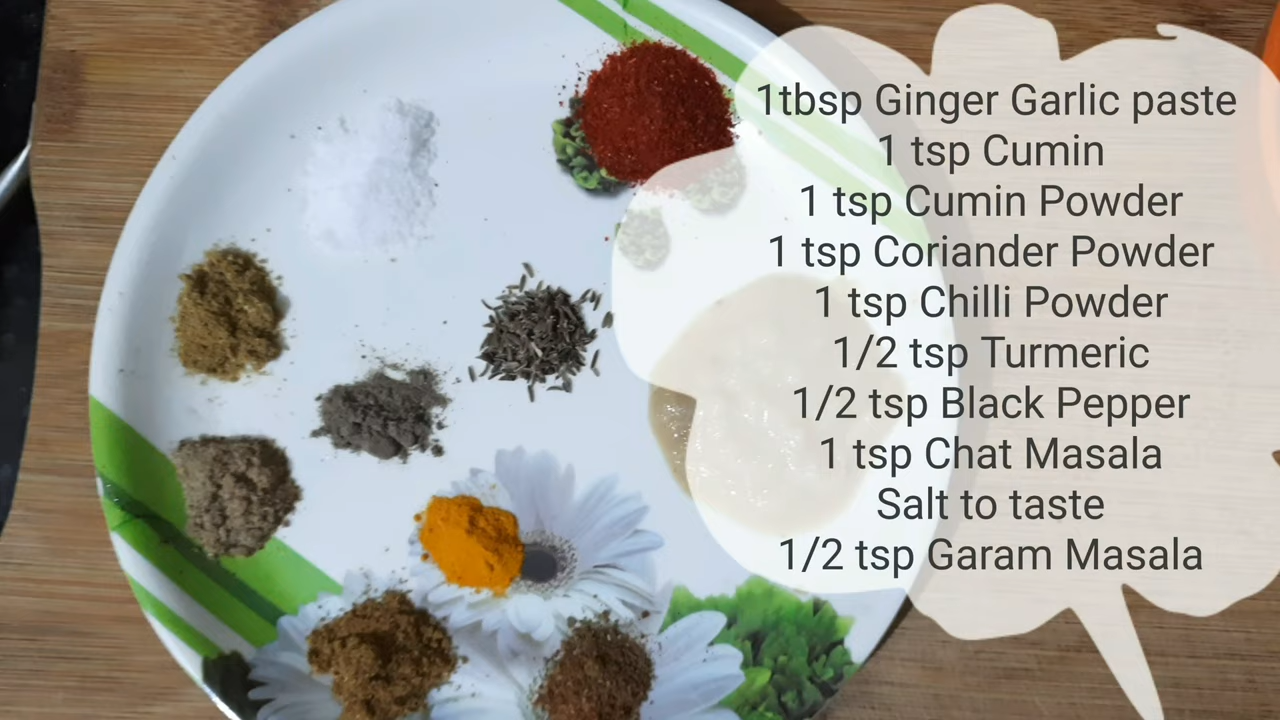 1tbsp Ginger Garlic paste
1 tsp Cumin
1 tsp Cumin Powder
1 tsp Coriander Powder
1 tsp Chilli Powder
1/2 tsp Turmeric
1/2 tsp Black Pepper
1 tsp Chat Masala
Salt to taste
1/2 tsp Garam Masala